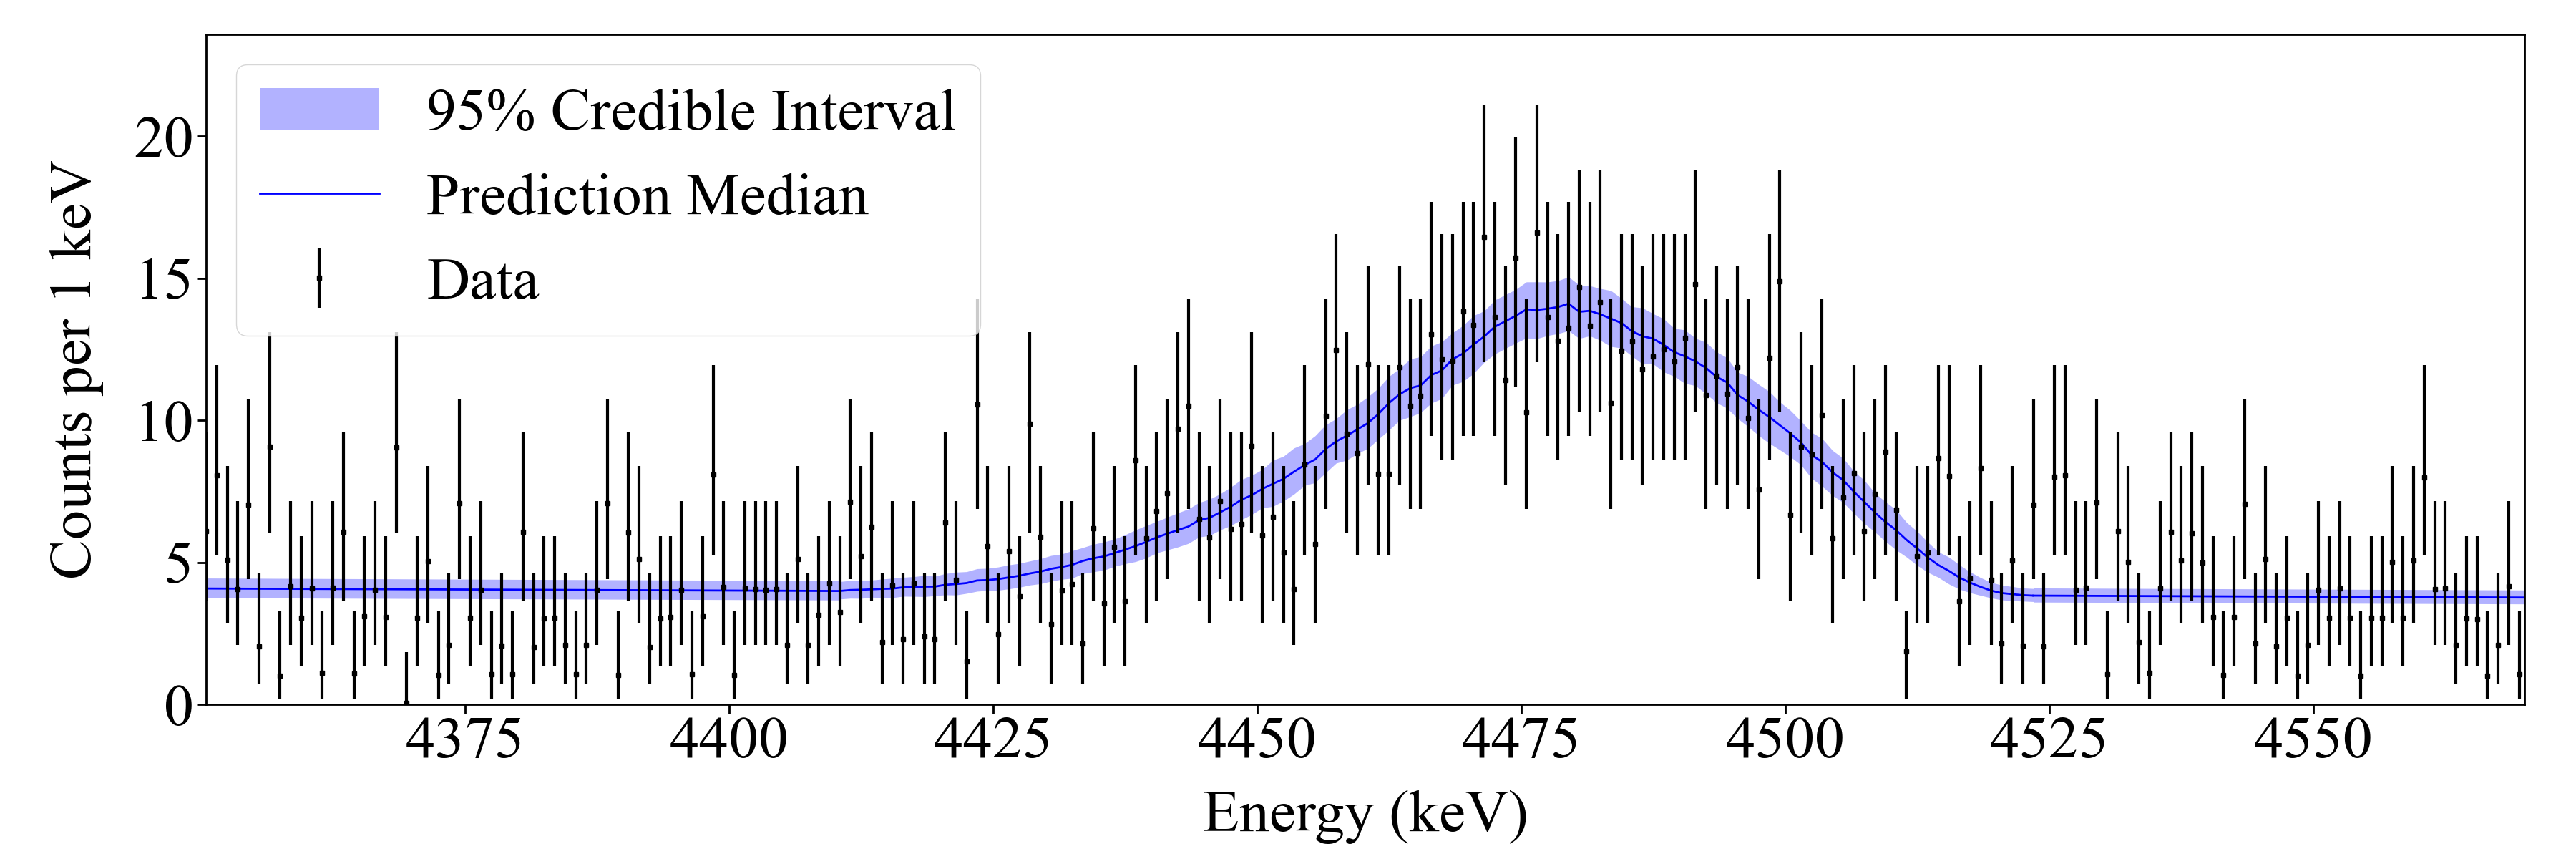 95% Credible Interval
Prediction Median
Data
Counts per 1 keV
20
15
10
5
0
4375 4400 4425 4450 4475 4500 4525 4550
Energy (keV)